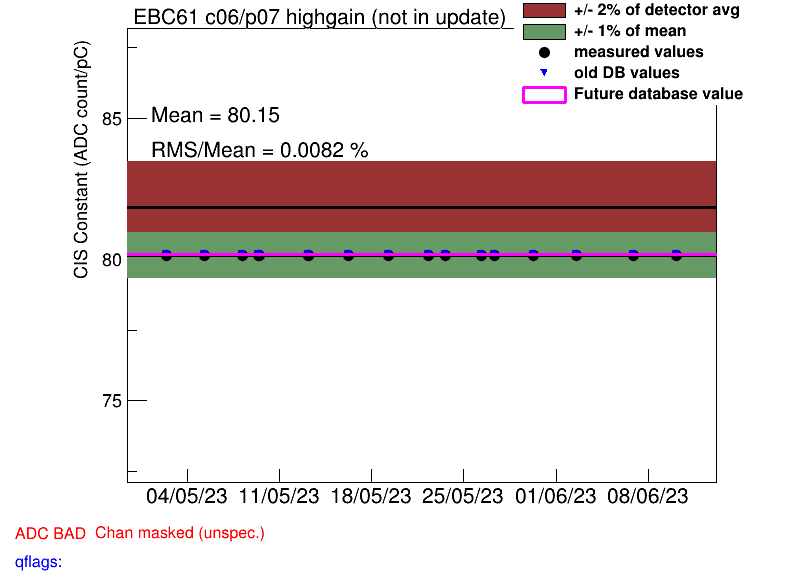 EBC61 c06/p07 highgain (not in update)
+/- 2% of detector avg
+/- 1% of mean
measured values
old DB values
Future database value
CIS Constant (ADC count/pC)
Mean = 80.15
RMS/Mean = 0.0082 %
85
80
75
04/05/23 11/05/23 18/05/23 25/05/23 01/06/23 08/06/23
ADC BAD Chan masked (unspec.)
qflags: